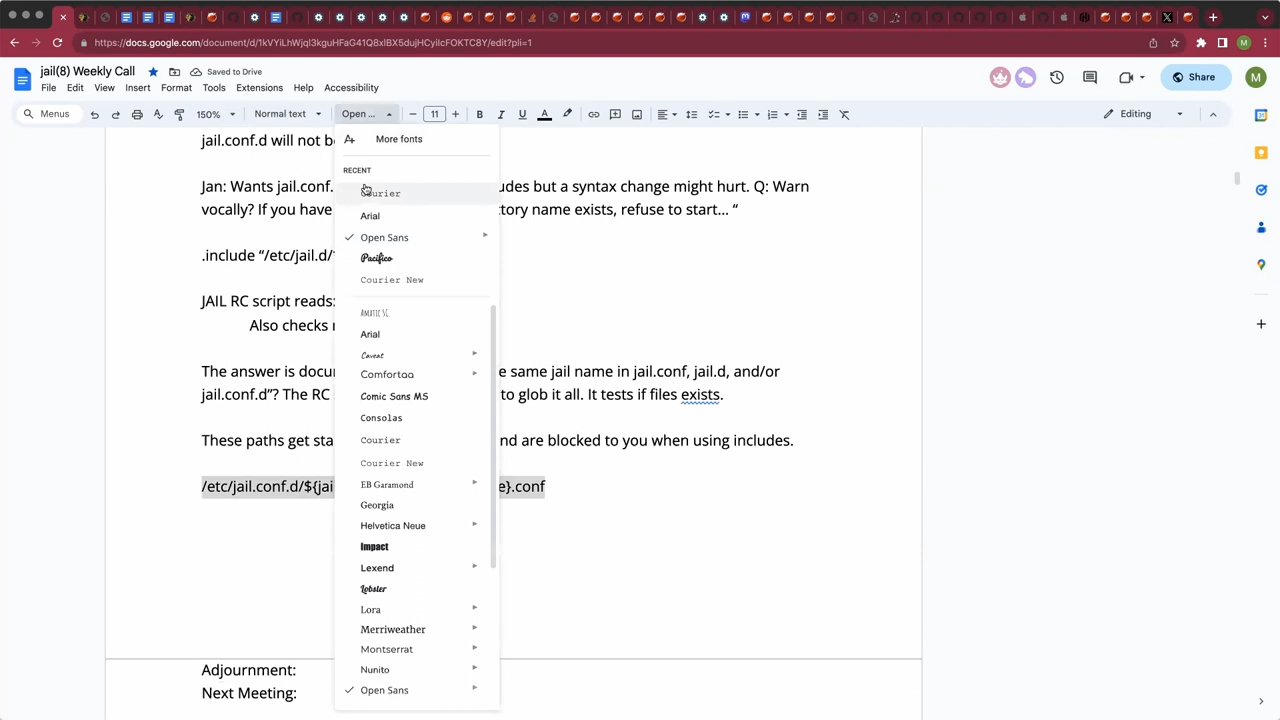 https://docs.google.com/document/d/1kVYiLhWjql3kguHFaG41Q8xlBX5dujHCyiIcFOKTC8Y/edit?pli=1
M
jail(8) Weekly Call
Saved to Drive
File Edit View Insert Format Tools Extensions Help Accessibility
Share
M
Menus
150%
Normal text
Open ...
11
B I U A
Editing
jail.conf.d will not b
Jan: Wants jail.conf. udes but a syntax change might hurt. Q: Warn
vocally? If you have ctory name exists, refuse to start... “
.include “/etc/jail.d/
JAIL RC script reads:
Also checks
The answer is docu e same jail name in jail.conf, jail.d, and/or
jail.conf.d”? The RC to glob it all. It tests if files exists.
These paths get sta nd are blocked to you when using includes.
/etc/jail.conf.d/${jai e}.conf
Adjournment:
Next Meeting:
More fonts
RECENT
Courier
Arial
Open Sans
Pacifico
Courier New
Amatic SC
Arial
Caveat
Comfortaa
Comic Sans MS
Consolas
Courier
Courier New
EB Garamond
Georgia
Helvetica Neue
Impact
Lexend
Lobster
Lora
Merriweather
Montserrat
Nunito
Open Sans